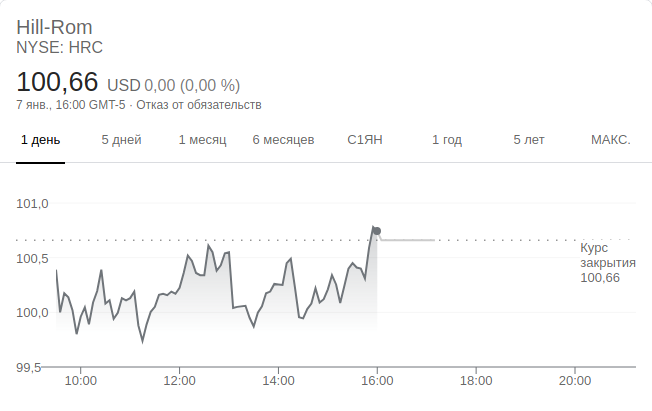 Hill-Rom
NYSE: HRC
100,66 USD 0,00 (0,00 %)
7 янв., 16:00 GMT-5 · Отказ от обязательств
1 день 5 дней 1 месяц 6 месяцев С1ЯН 1 год 5 лет МАКС.
101,0
100,5
100,0
99,5
Курс
закрытия
100,66
10:00 12:00 14:00 16:00 18:00 20:00